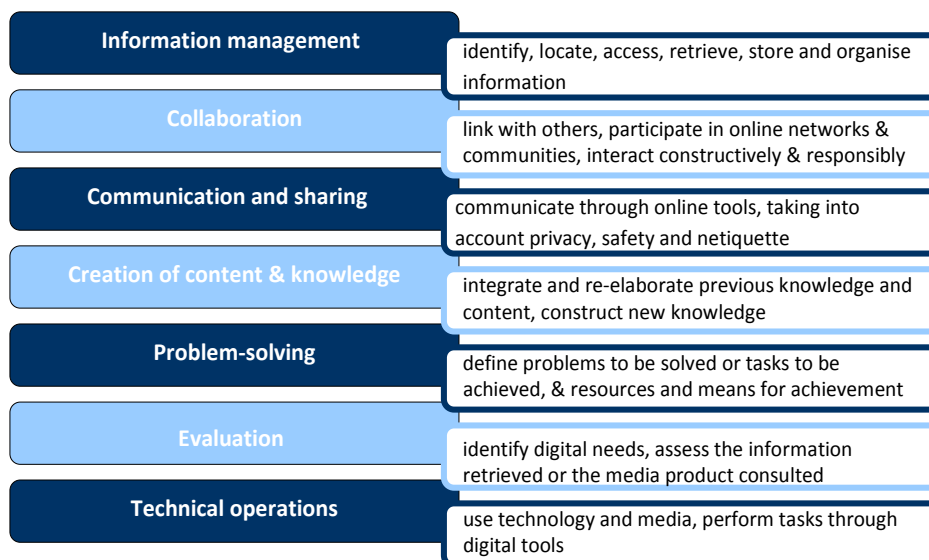 Information management
identify, locate, access, retrieve, store and organise
information
Collaboration
link with others, participate in online networks &
communities, interact constructively & responsibly
Communication and sharing
communicate through online tools, taking into
account privacy, safety and netiquette
Creation of content & knowledge
integrate and re-elaborate previous knowledge and
content, construct new knowledge
Problem-solving
define problems to be solved or tasks to be
achieved, & resources and means for achievement
Evaluation
identify digital needs, assess the information
retrieved or the media product consulted
Technical operations
use technology and media, perform tasks through
digital tools